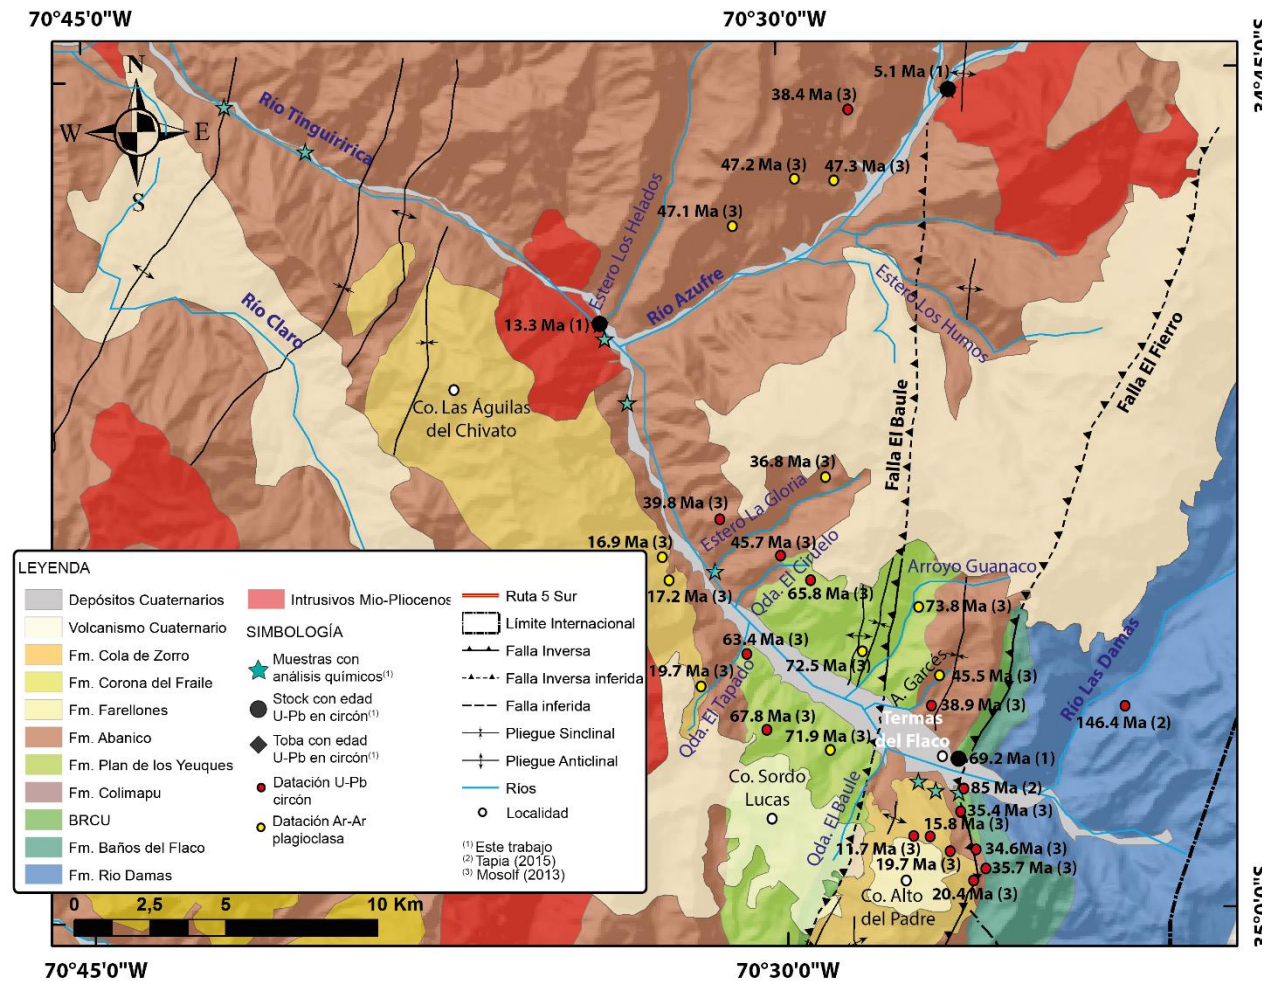 70°45'0"W
70°30'0"W
34°45'0"S
N
W
E
S
Río Tinguiririca
5.1 Ma (1)
38.4 Ma (3)
47.2 Ma (3)
47.3 Ma (3)
47.1 Ma (3)
Estero Los Helados
Río Azufre
Estero Los Humos
Río Claro
13.3 Ma (1)
Falla El Fierro
Falla El Baule
Co. Las Águilas
del Chivato
36.8 Ma (3)
39.8 Ma (3)
Estero La Gloria
16.9 Ma (3)
45.7 Ma (3)
Qda. El Ciruelo
Arroyo Guanaco
17.2 Ma (3)
65.8 Ma (3)
73.8 Ma (3)
63.4 Ma (3)
72.5 Ma (3)
19.7 Ma (3)
Qda. El Tapado
A. Garcés
45.5 Ma (3)
38.9 Ma (3)
Río Las Damas
146.4 Ma (2)
67.8 Ma (3)
71.9 Ma (3)
Termas
del Flaco
69.2 Ma (1)
Co. Sordo
Lucas
Qda. El Baule
85 Ma (2)
35.4 Ma (3)
15.8 Ma (3)
11.7 Ma (3)
34.6Ma (3)
19.7 Ma (3)
35.7 Ma (3)
20.4 Ma (3)
Co. Alto
del Padre
LEYENDA
Depósitos Cuaternarios
Volcanismo Cuaternario
Fm. Cola de Zorro
Fm. Corona del Fraile
Fm. Farellones
Fm. Abanico
Fm. Plan de los Yeuques
Fm. Colimapu
BRCU
Fm. Baños del Flaco
Fm. Rio Damas
Intrusivos Mio-Pliocenos
SIMBOLOGÍA
Muestras con
análisis químicos(1)
Stock con edad
U-Pb en circón(1)
Toba con edad
U-Pb en circón(1)
Datación U-Pb
circón
Datación Ar-Ar
plagioclasa
Ruta 5 Sur
Límite Internacional
Falla Inversa
Falla Inversa inferida
Falla inferida
Pliegue Sinclinal
Pliegue Anticlinal
Ríos
Localidad
(1) Este trabajo
(2) Tapia (2015)
(3) Mosolf (2013)
0 2,5 5 10 Km
70°45'0"W
70°30'0"W
35°0'0"S